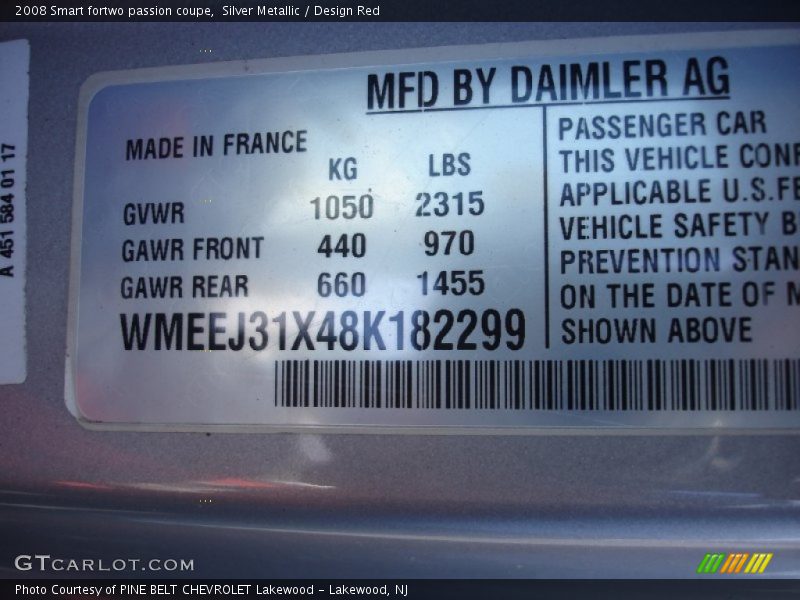 2008 Smart fortwo passion coupe,  Silver Metallic / Design Red
A 451 584 01 17
MFD BY DAIMLER AG
MADE IN FRANCE
KG LBS
GVWR 1050 2315
GAWR FRONT 440 970
GAWR REAR 660 1455
WMEEJ31X48K182299
PASSENGER CAR
THIS VEHICLE CONF
APPLICABLE U.S.FE
VEHICLE SAFETY B
PREVENTION STAN
ON THE DATE OF M
SHOWN ABOVE
GTCARLOT.COM
Photo Courtesy of PINE BELT CHEVROLET Lakewood - Lakewood, NJ